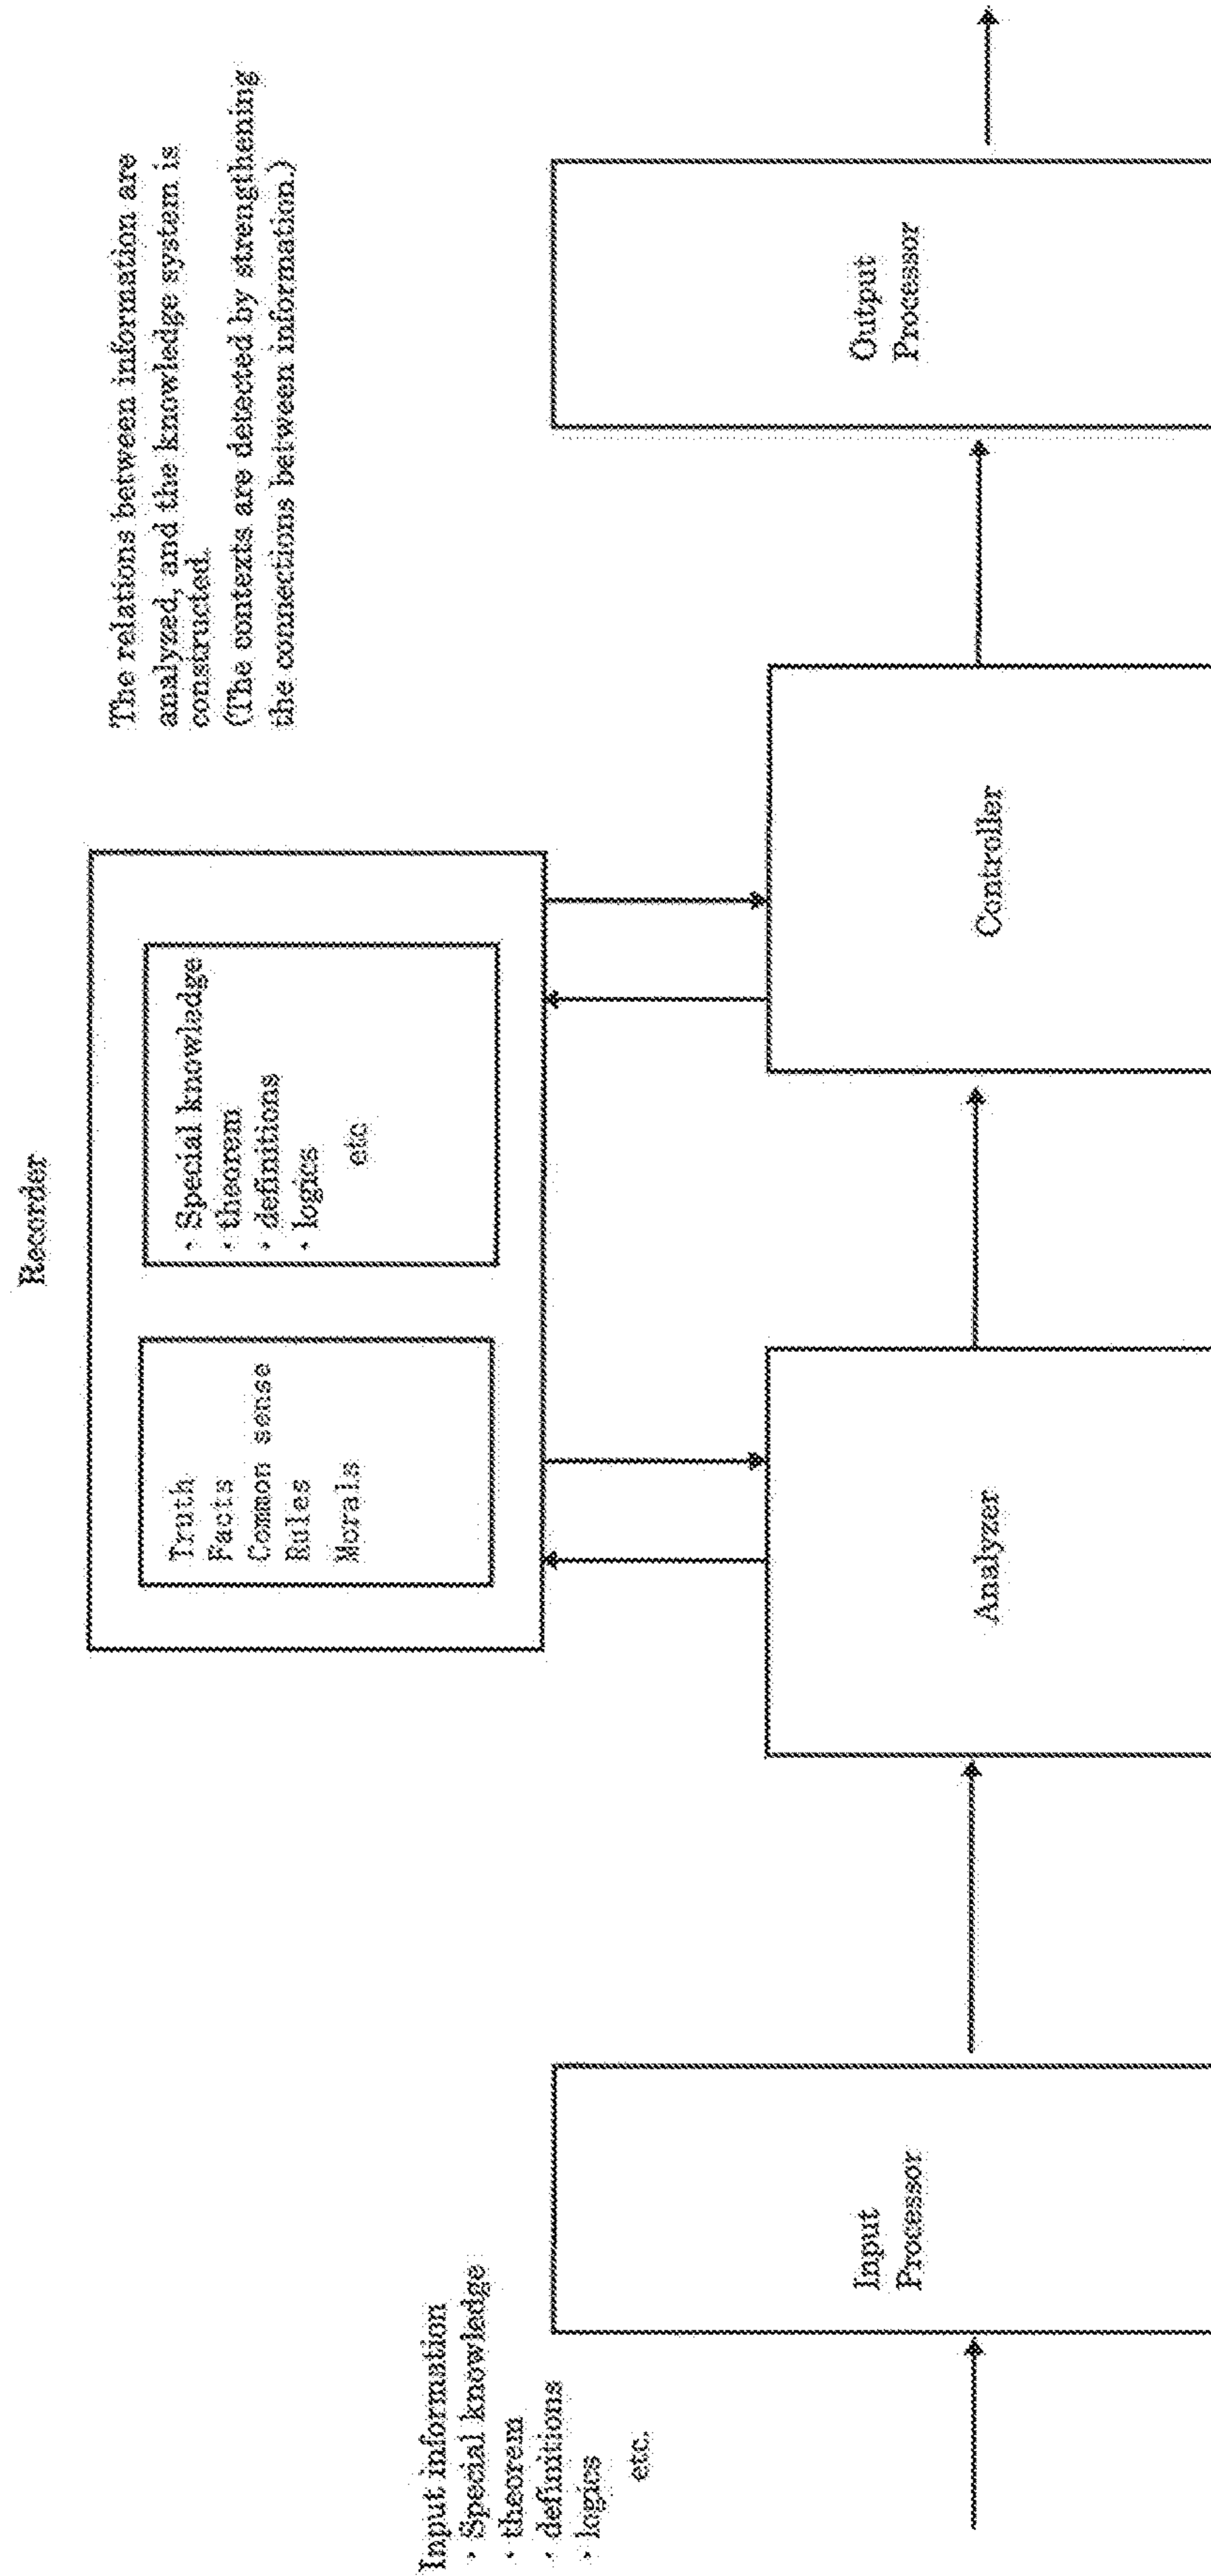 Recorder
The relations between information are
analyzed, and the knowledge system is
constructed.
(The contexts are detected by strengthening
the connections between information.)
Truth
Facts
Common sense
Rules
Morals
・Special knowledge
・theorem
・definitions
・logics
etc
Input information
・Special knowledge
・theorem
・definitions
・logics
etc.
Input
Processor
Analyzer
Controller
Output
Processor